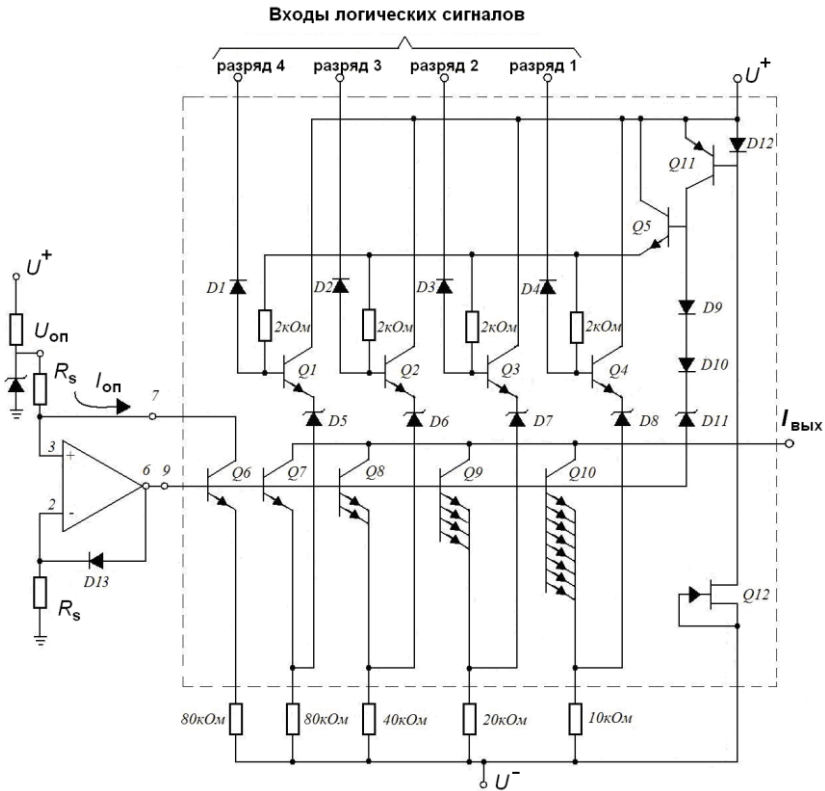 Входы логических сигналов
разряд 4 разряд 3 разряд 2 разряд 1
U+
D12
Q11
Q5
U+
D1 D2 D3 D4
D9
2кОм 2кОм 2кОм 2кОм
Uоп
Rs Iоп 7
Q1 Q2 Q3 Q4
D10
D5 D6 D7 D8 D11 Iвых
3 + 6 9
Q6 Q7 Q8 Q9 Q10
2 -
D13
Rs
Q12
80кОм 80кОм 40кОм 20кОм 10кОм
U-